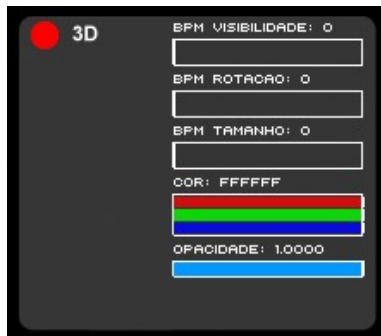 3D
BPM VISIBILIDADE: 0
BPM ROTACAO: 0
BPM TAMANHO: 0
COR: FFFFFF
OPACIDADE: 1.0000